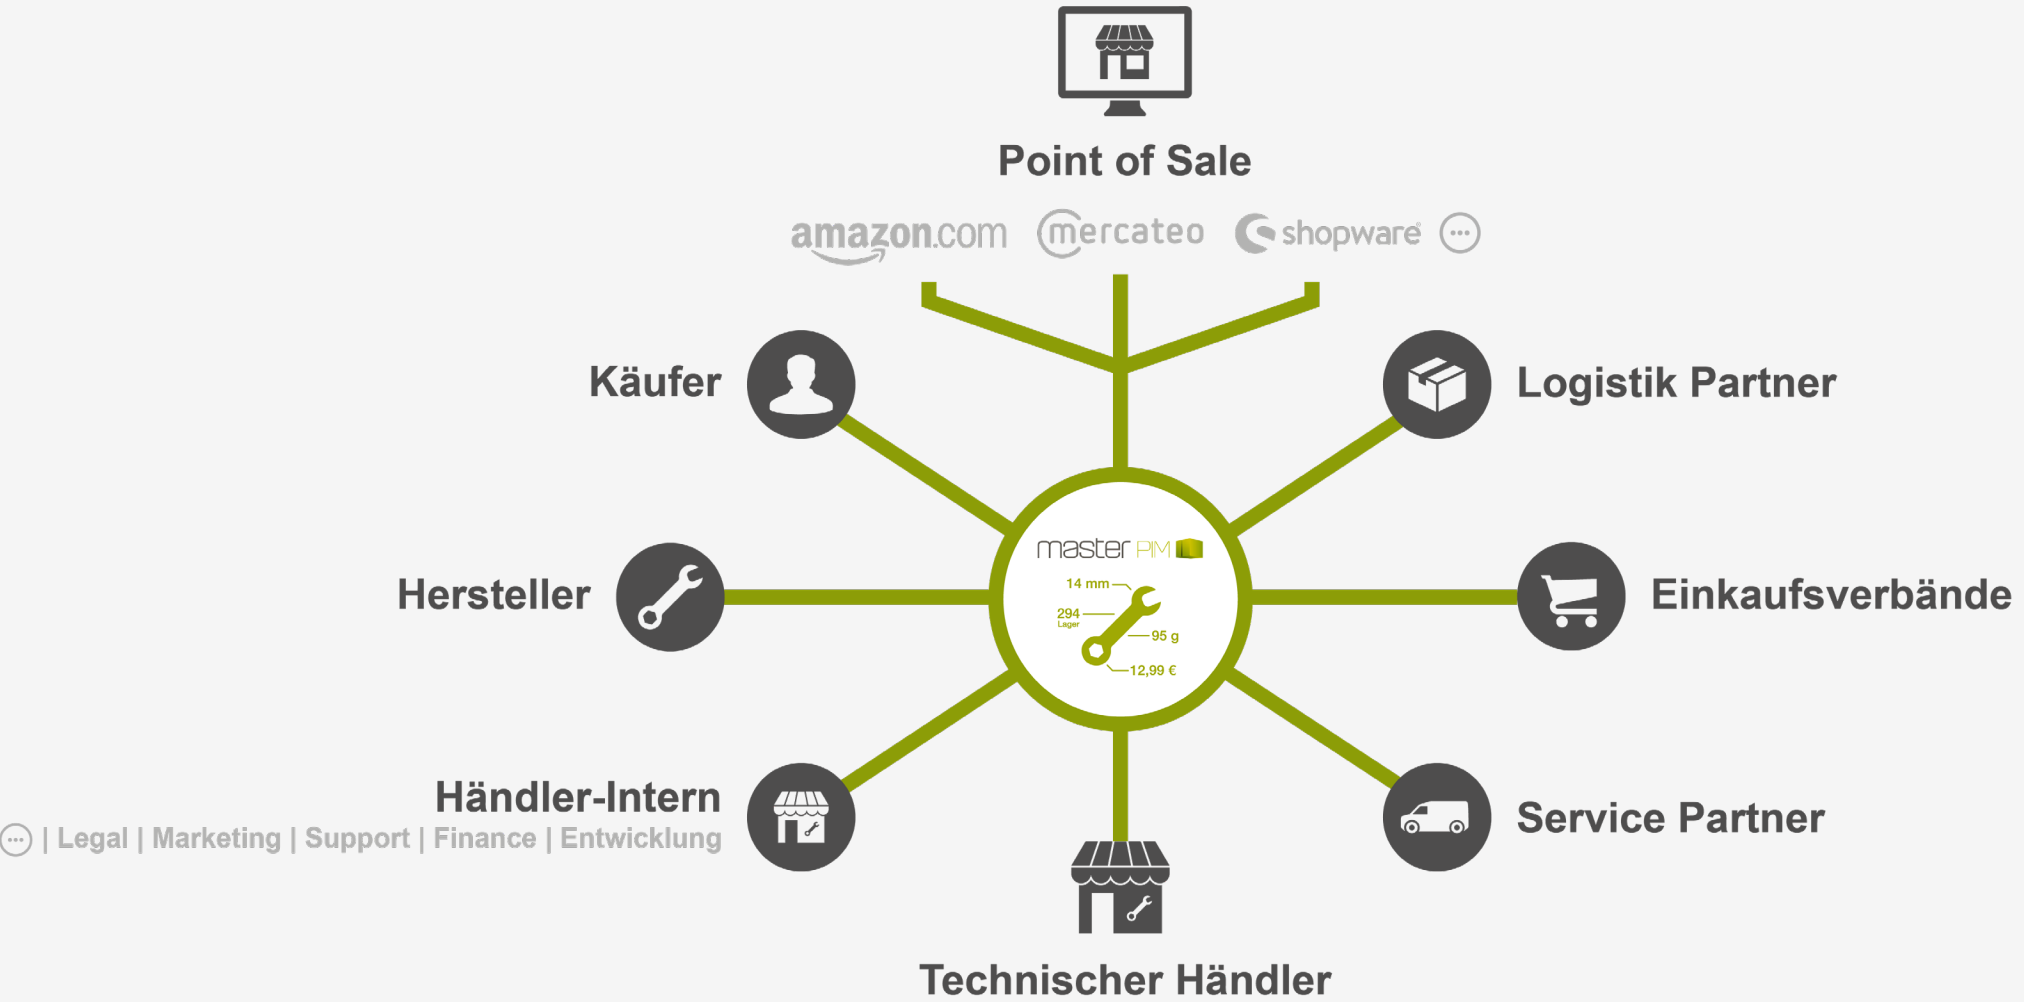 Point of Sale
amazon.com mercateo shopware
Käufer
Logistik Partner
Hersteller
master PIM
14 mm
294
Lager
95 g
12,99 €
Einkaufsverbände
Händler-Intern
| Legal | Marketing | Support | Finance | Entwicklung
Service Partner
Technischer Händler